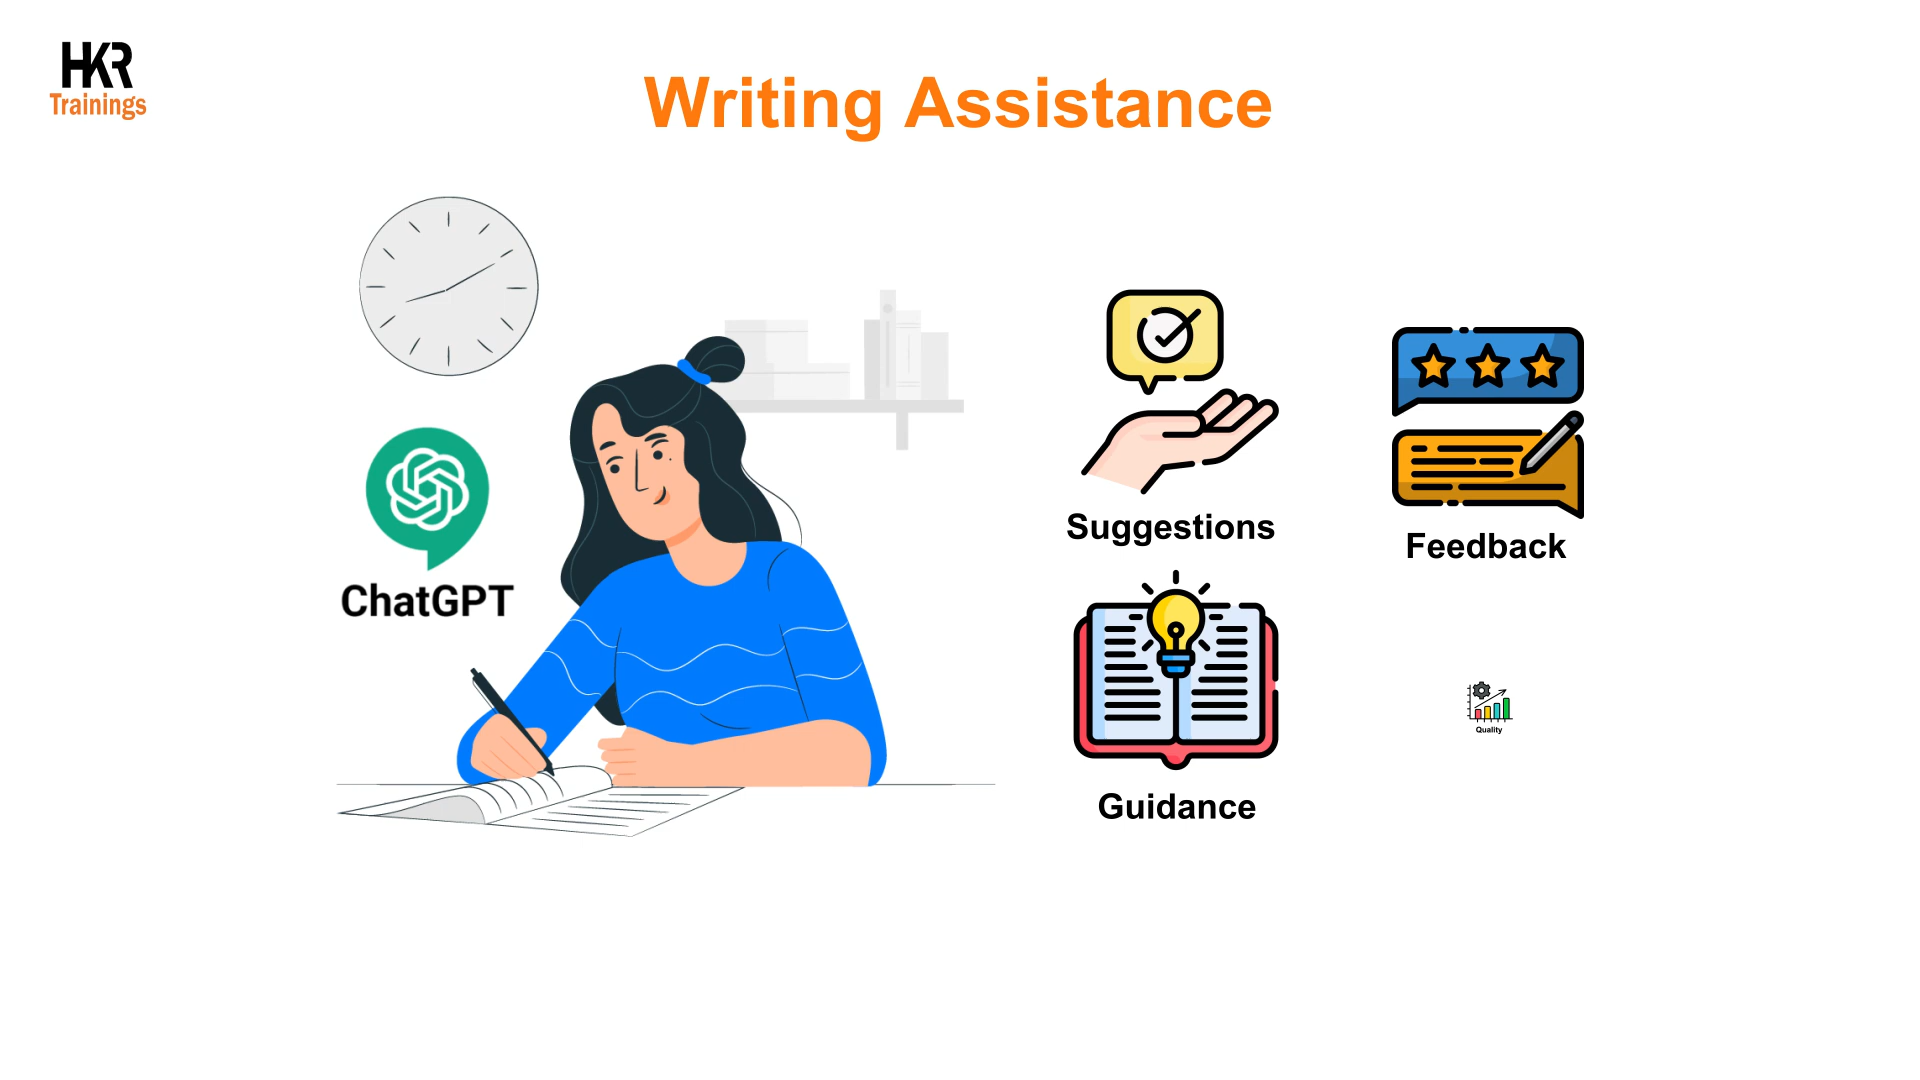 HKR
Trainings
Writing Assistance
ChatGPT
Suggestions
Feedback
Guidance
Quality